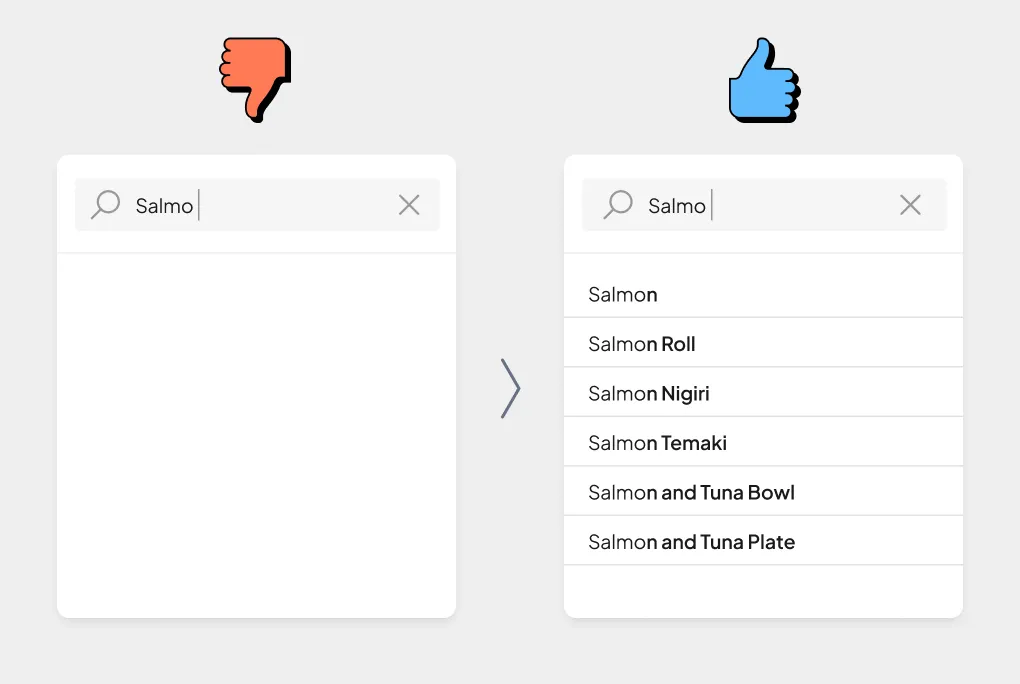 Salmo
Salmo
Salmon
Salmon Roll
Salmon Nigiri
Salmon Temaki
Salmon and Tuna Bowl
Salmon and Tuna Plate